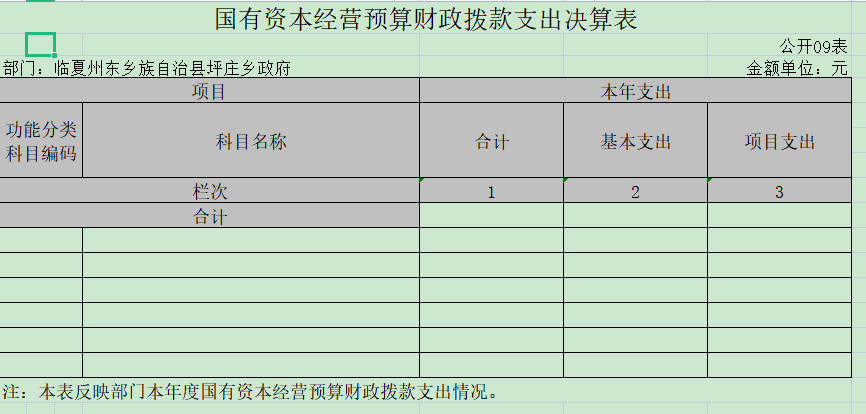 国有资本经营预算财政拨款支出决算表
公开09表
部门：临夏州东乡族自治县坪庄乡政府 金额单位：元
项目 本年支出
功能分类
科目编码 科目名称 合计 基本支出 项目支出
栏次 1 2 3
合计
注：本表反映部门本年度国有资本经营预算财政拨款支出情况。